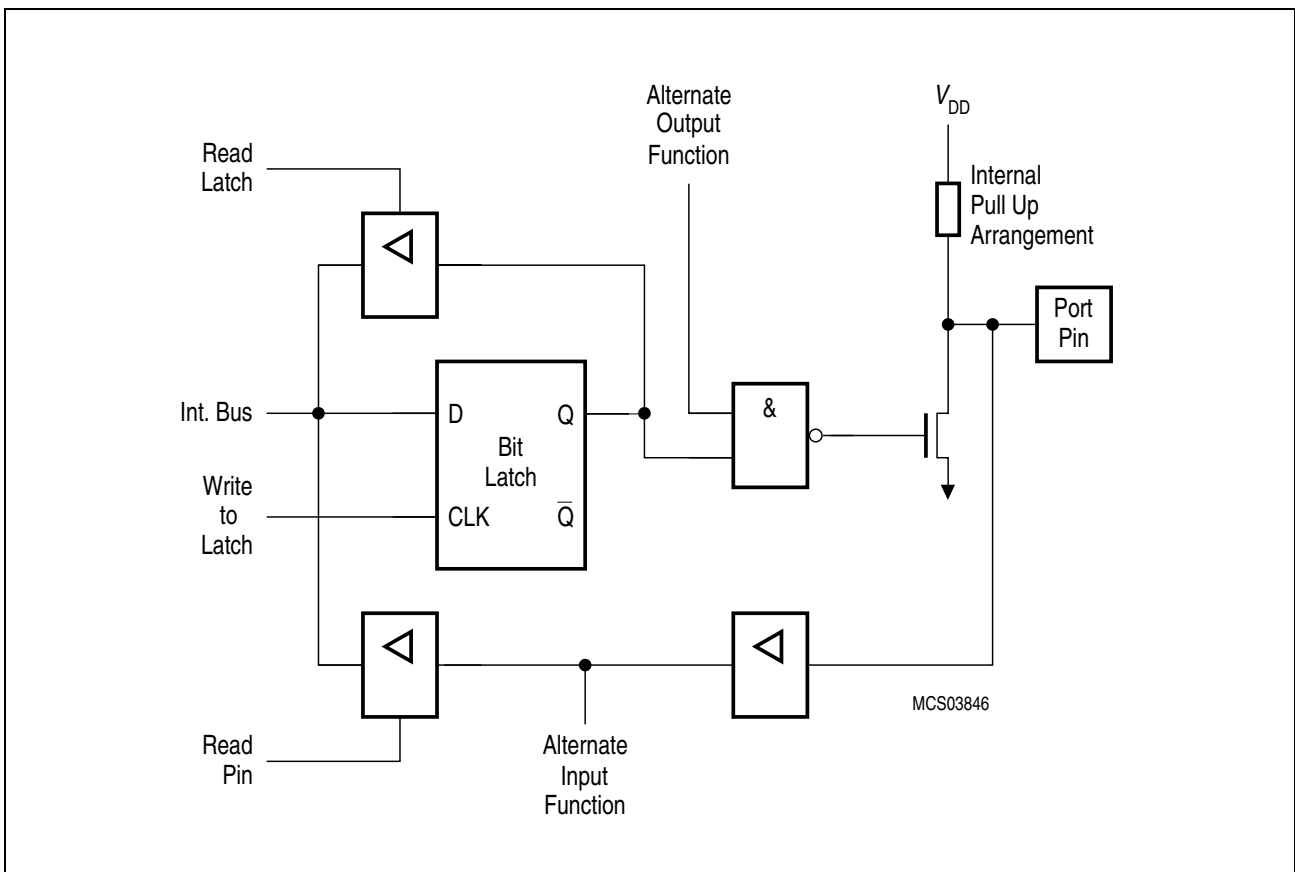 Alternate
Output
Function
VDD
Read
Latch
Internal
Pull Up
Arrangement
Port
Pin
Int. Bus
D
Q
&
Bit
Latch
Write
to
Latch
CLK
Q̅
MCS03846
Read
Pin
Alternate
Input
Function